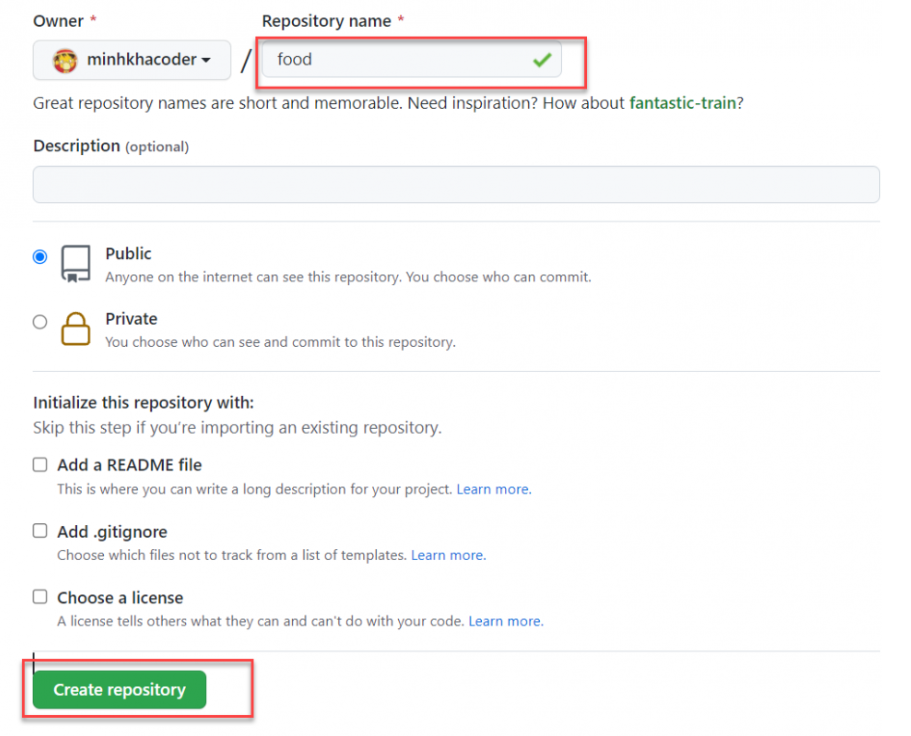 Owner * Repository name *
minhkhacoder / food
Great repository names are short and memorable. Need inspiration? How about fantastic-train?
Description (optional)
Public
Anyone on the internet can see this repository. You choose who can commit.
Private
You choose who can see and commit to this repository.
Initialize this repository with:
Skip this step if you're importing an existing repository.
Add a README file
This is where you can write a long description for your project. Learn more.
Add .gitignore
Choose which files not to track from a list of templates. Learn more.
Choose a license
A license tells others what they can and can't do with your code. Learn more.
Create repository